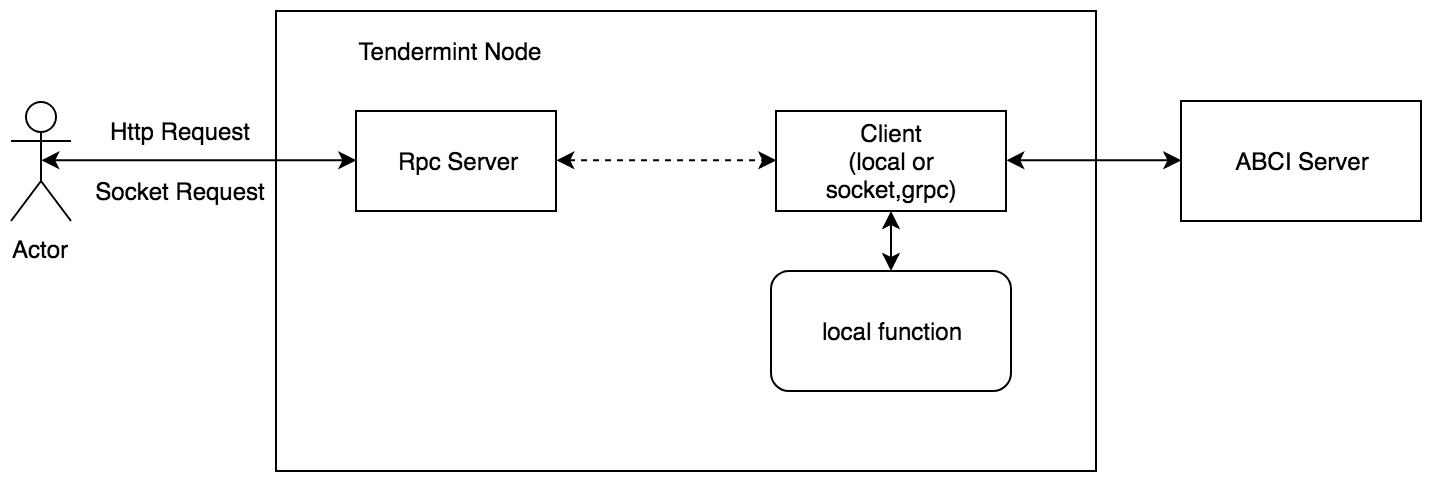 Tendermint Node
Http Request
Socket Request
Actor
Rpc Server
Client
(local or
socket,grpc)
ABCI Server
local function